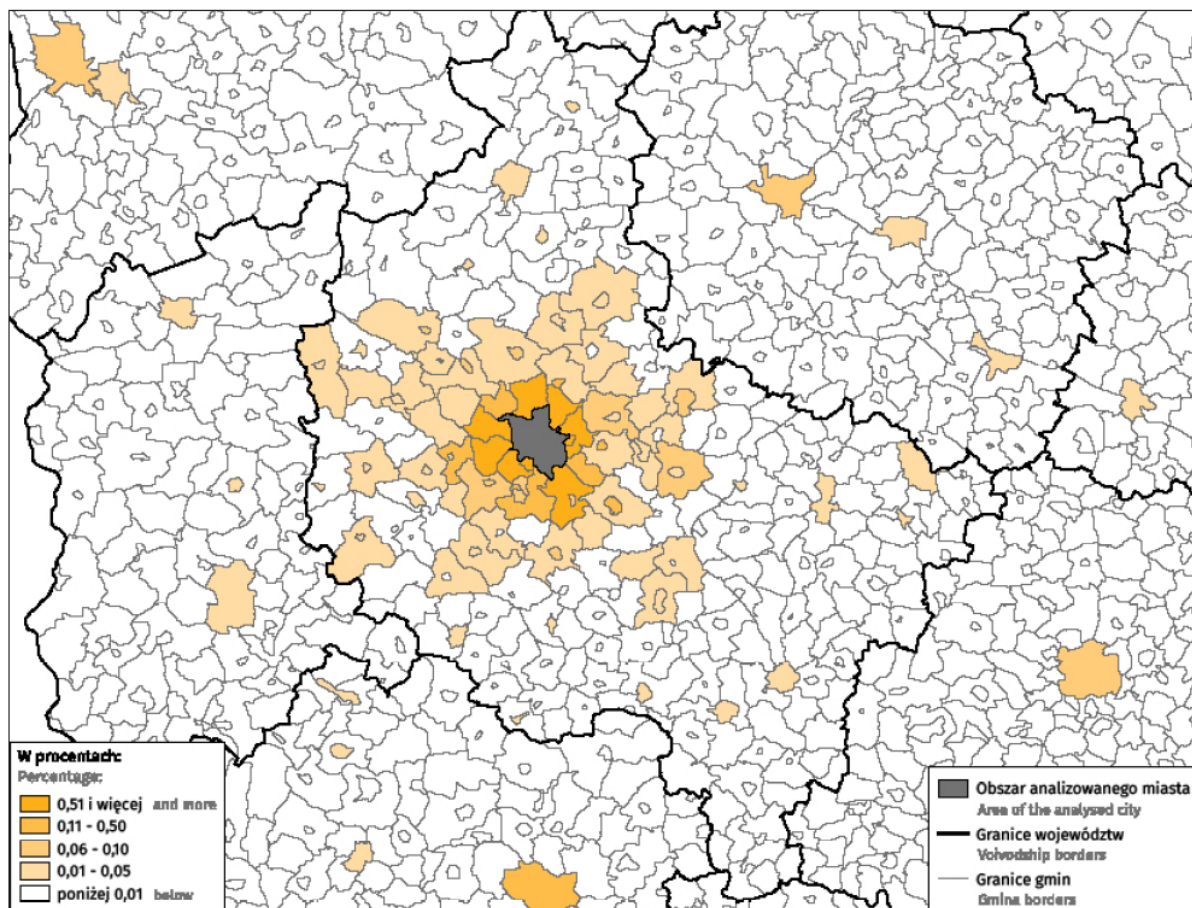 W procentach:
Percentage:
0,51 i więcej and more
0,11 - 0,50
0,06 - 0,10
0,01 - 0,05
poniżej 0,01 below
Obszar analizowanego miasta
Area of the analysed city
Granice województw
Voivodship borders
Granice gmin
Gmina borders